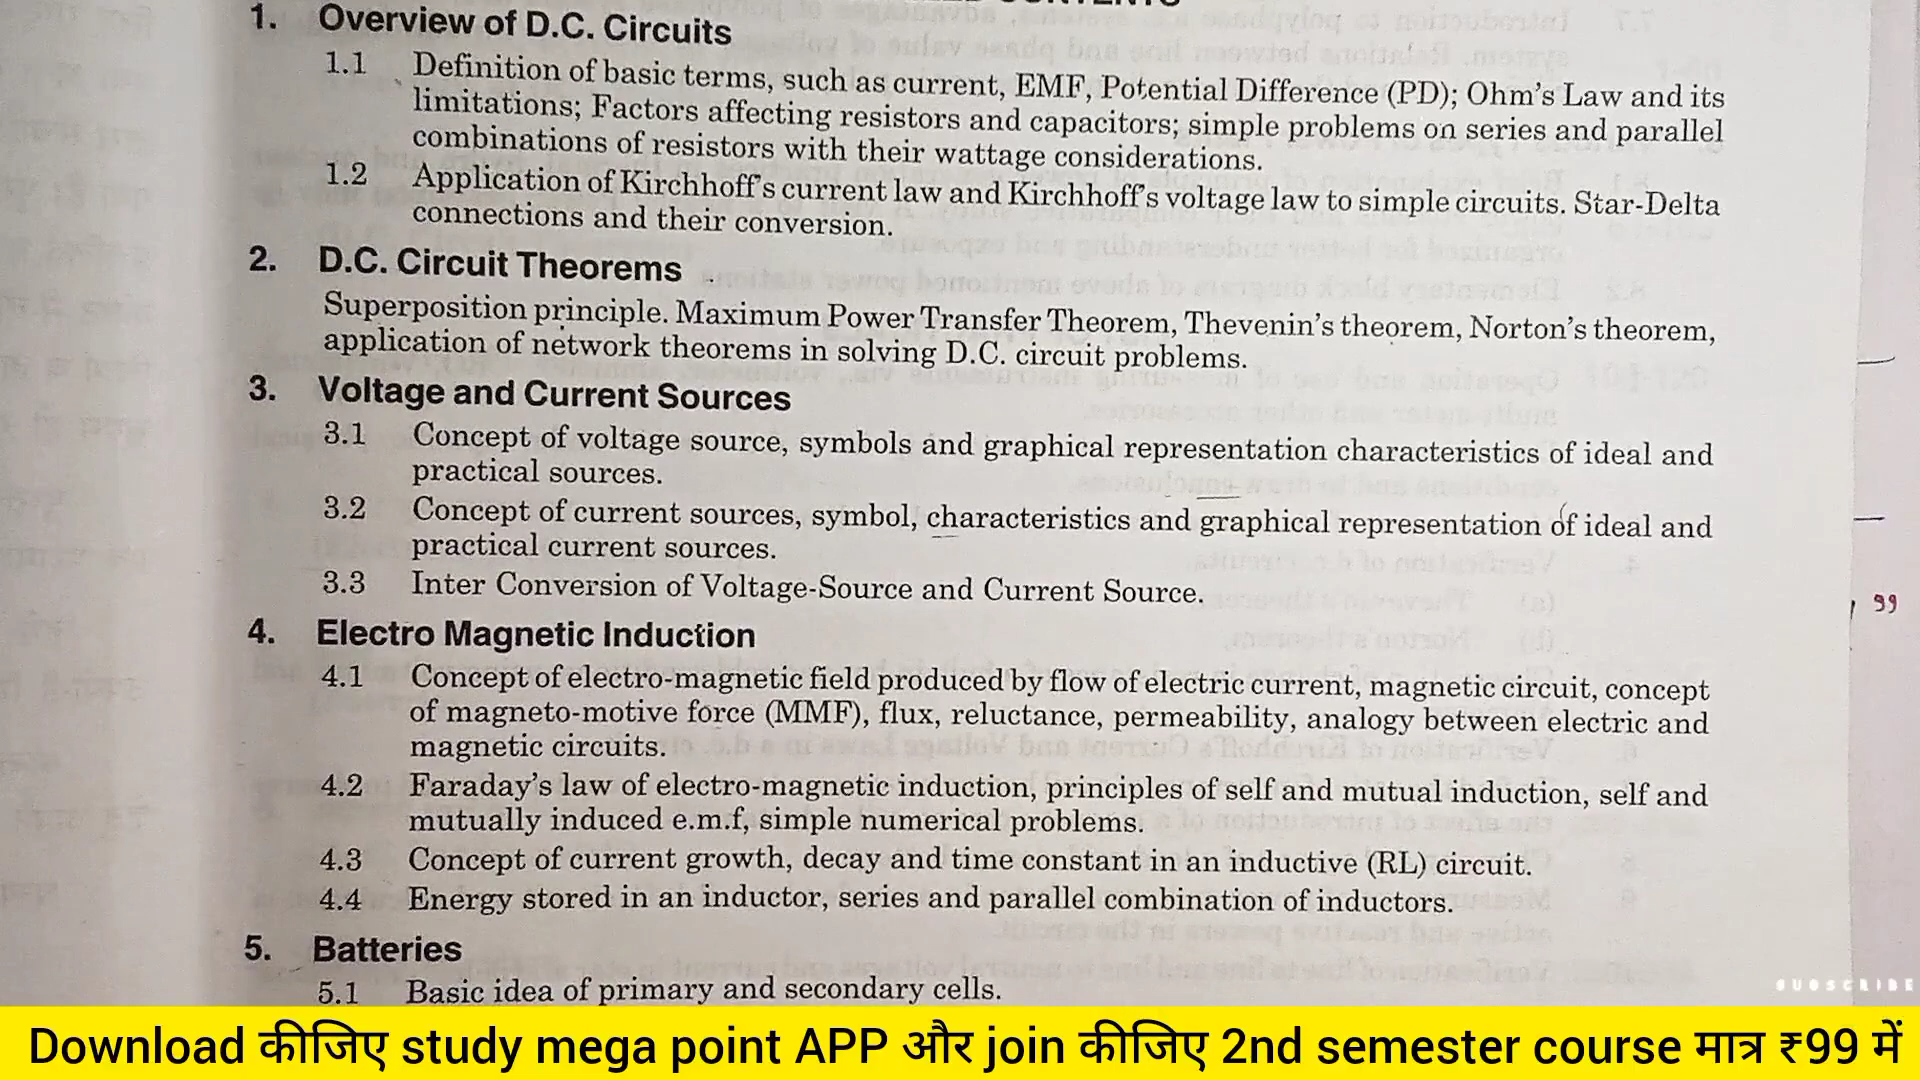 1. Overview of D.C. Circuits
1.1 Definition of basic terms, such as current, EMF, Potential Difference (PD); Ohm's Law and its
limitations; Factors affecting resistors and capacitors; simple problems on series and parallel
combinations of resistors with their wattage considerations.
1.2 Application of Kirchhoff's current law and Kirchhoff's voltage law to simple circuits. Star-Delta
connections and their conversion.
2. D.C. Circuit Theorems
Superposition principle. Maximum Power Transfer Theorem, Thevenin's theorem, Norton's theorem,
application of network theorems in solving D.C. circuit problems.
3. Voltage and Current Sources
3.1 Concept of voltage source, symbols and graphical representation characteristics of ideal and
practical sources.
3.2 Concept of current sources, symbol, characteristics and graphical representation of ideal and
practical current sources.
3.3 Inter Conversion of Voltage-Source and Current Source.
4. Electro Magnetic Induction
4.1 Concept of electro-magnetic field produced by flow of electric current, magnetic circuit, concept
of magneto-motive force (MMF), flux, reluctance, permeability, analogy between electric and
magnetic circuits.
4.2 Faraday's law of electro-magnetic induction, principles of self and mutual induction, self and
mutually induced e.m.f, simple numerical problems.
4.3 Concept of current growth, decay and time constant in an inductive (RL) circuit.
4.4 Energy stored in an inductor, series and parallel combination of inductors.
5. Batteries
5.1 Basic idea of primary and secondary cells.
SUBSCRIBE
Download कीजिए study mega point APP और join कीजिए 2nd semester course मात्र ₹99 में